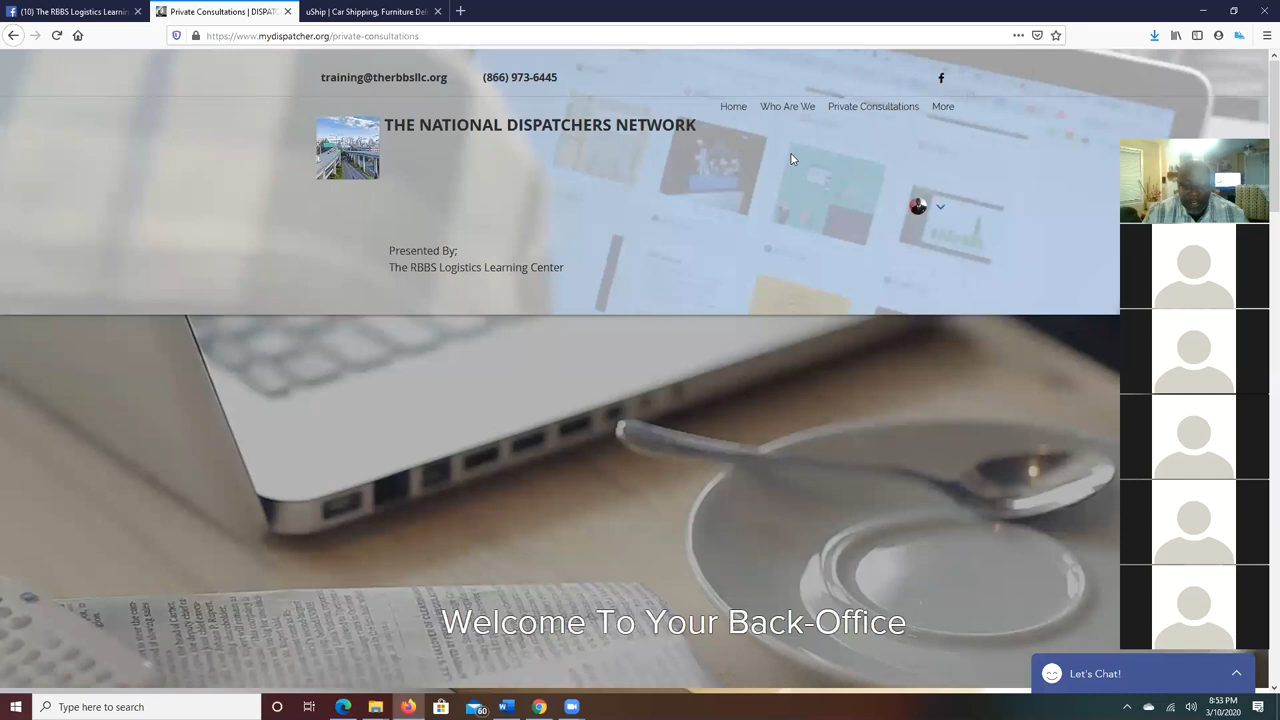 (10) The RBBS Logistics Learnin
Private Consultations | DISPATC
uShip | Car Shipping, Furniture Deli
https://www.mydispatcher.org/private-consultations
training@therbbsllc.org
(866) 973-6445
Home
Who Are We
Private Consultations
More
THE NATIONAL DISPATCHERS NETWORK
Presented By;
The RBBS Logistics Learning Center
Welcome To Your Back-Office
Let's Chat!
Type here to search
60
8:53 PM
3/10/2020